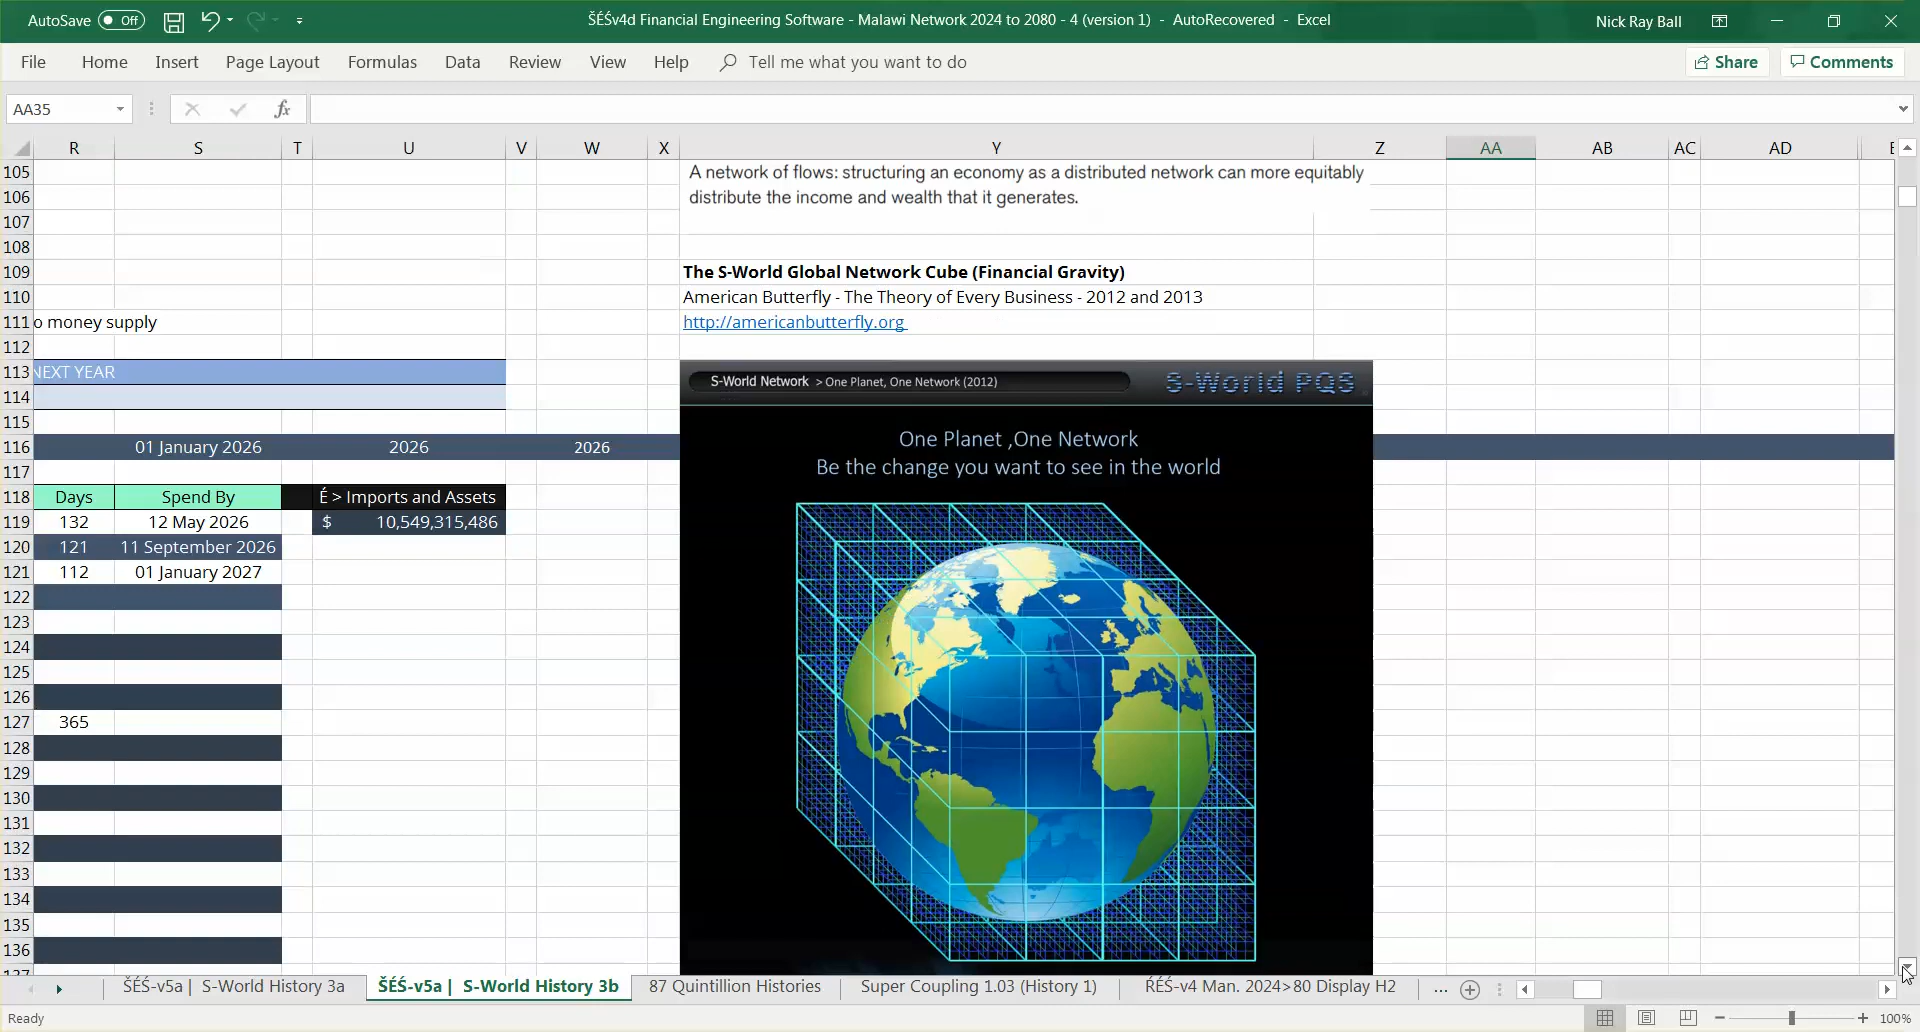 AutoSave Off
ŠÉŚv4d Financial Engineering Software - Malawi Network 2024 to 2080 - 4 (version 1) - AutoRecovered - Excel
Nick Ray Ball
File Home Insert Page Layout Formulas Data Review View Help Tell me what you want to do
Share Comments
AA35
fx
R S T U V W X Y Z AA AB AC AD
105 A network of flows: structuring an economy as a distributed network can more equitably
106 distribute the income and wealth that it generates.
107
108
109 The S-World Global Network Cube (Financial Gravity)
110 American Butterfly - The Theory of Every Business - 2012 and 2013
111 o money supply http://americanbutterfly.org
112
113 NEXT YEAR
S-World Network > One Planet, One Network (2012) S-World PQS
114
115
One Planet ,One Network
116 01 January 2026 2026 2026
Be the change you want to see in the world
117
118 Days Spend By É > Imports and Assets
119 132 12 May 2026 $ 10,549,315,486
120 121 11 September 2026
121 112 01 January 2027
122
123
124
125
126
127 365
128
129
130
131
132
133
134
135
136
137
ŠÉŚ-v5a | S-World History 3a ŠÉŚ-v5a | S-World History 3b 87 Quintillion Histories Super Coupling 1.03 (History 1) ŔÉŚ-v4 Man. 2024>80 Display H2 ...
Ready
100%